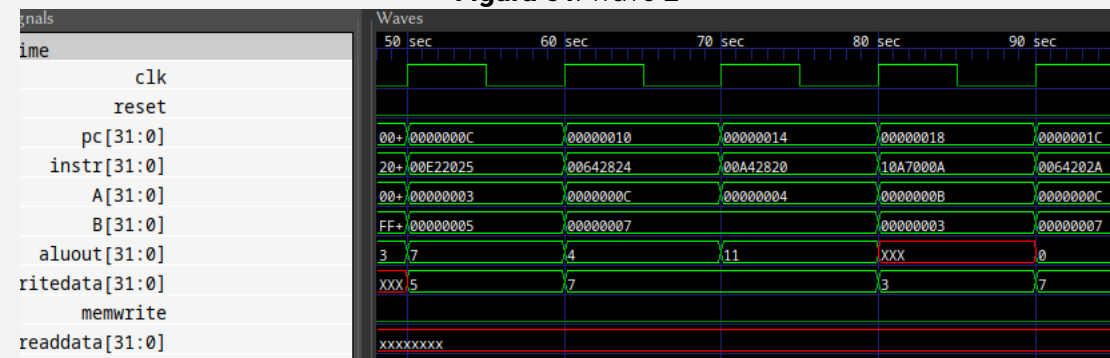 gnals Waves
ime 50 sec 60 sec 70 sec 80 sec 90 sec
clk
reset
pc[31:0] 00+ 0000000C 00000010 00000014 00000018 0000001C
instr[31:0] 20+ 00E22025 00642824 00A42820 10A7000A 0064202A
A[31:0] 00+ 00000003 0000000C 00000004 0000000B 0000000C
B[31:0] FF+ 00000005 00000007 00000003 00000007
aluout[31:0] 3 7 4 11 XXX 0
ritedata[31:0] XXX 5 7 3 7
memwrite
readdata[31:0] xxxxxxxx